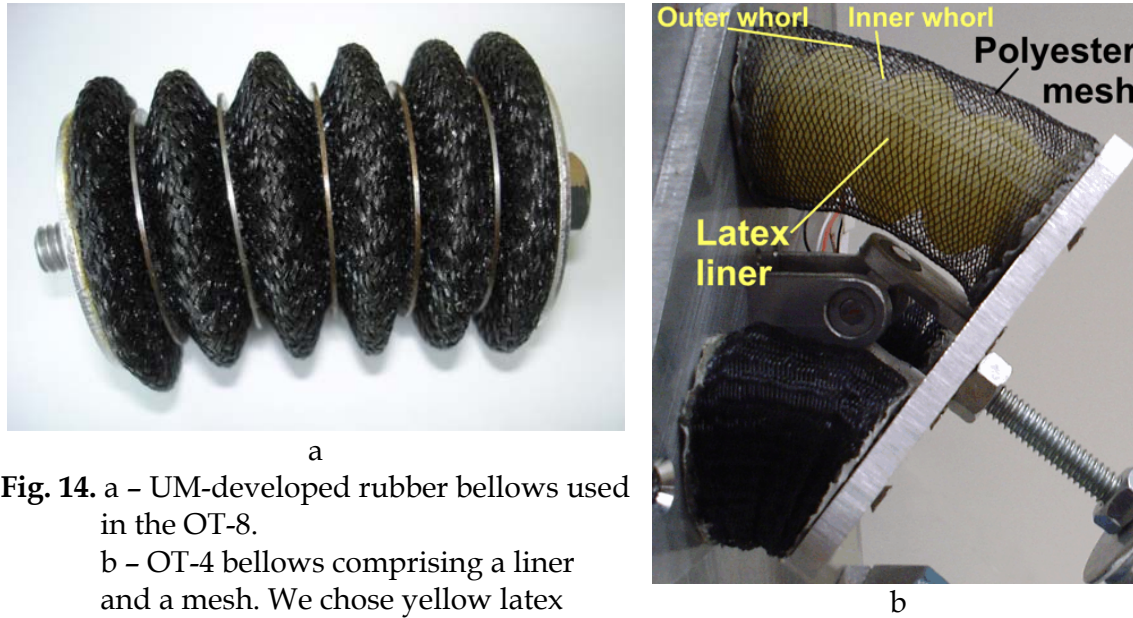 Outer whorl Inner whorl
Polyester
mesh
Latex
liner
a
Fig. 14. a – UM-developed rubber bellows used
in the OT-8.
b – OT-4 bellows comprising a liner
and a mesh. We chose yellow latex
b